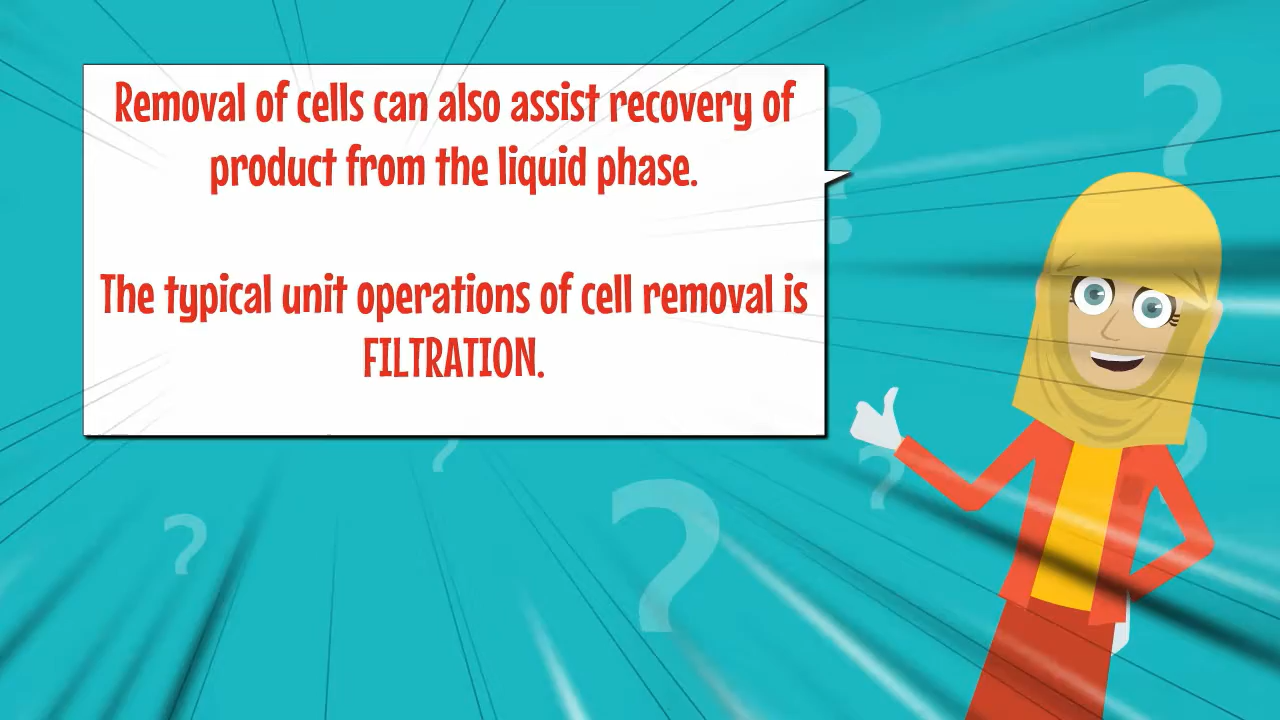 Removal of cells can also assist recovery of
product from the liquid phase.
The typical unit operations of cell removal is
FILTRATION.
?
?
?
?
?
?
?